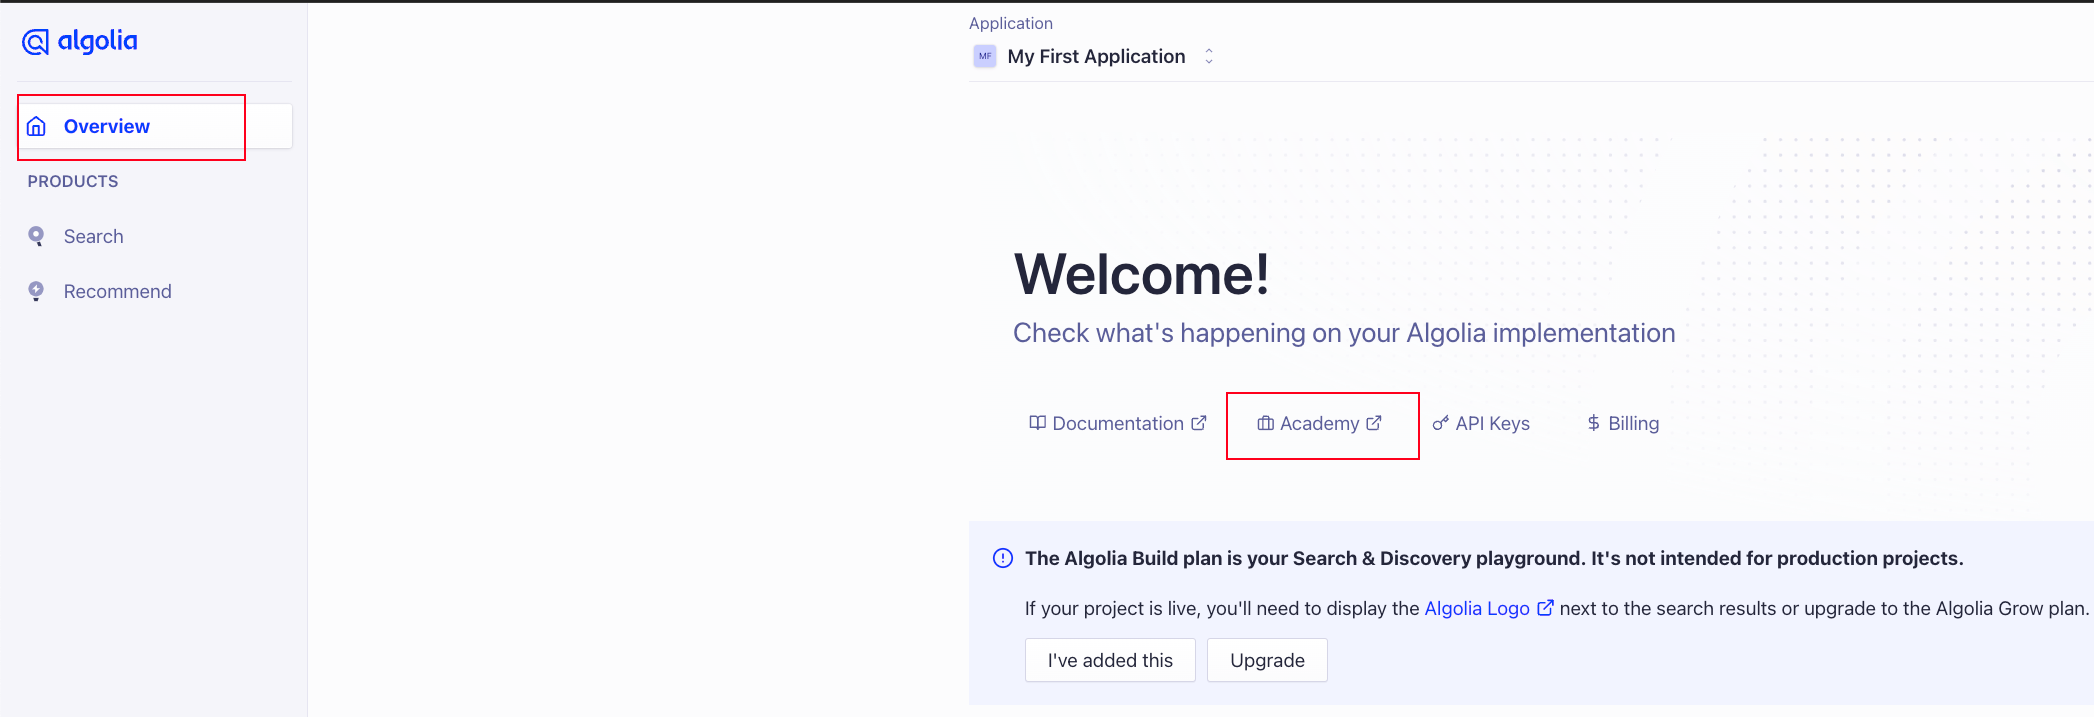 algolia
Overview
PRODUCTS
Search
Recommend
Application
MF My First Application
Welcome!
Check what's happening on your Algolia implementation
Documentation Academy API Keys Billing
The Algolia Build plan is your Search & Discovery playground. It's not intended for production projects.
If your project is live, you'll need to display the Algolia Logo next to the search results or upgrade to the Algolia Grow plan.
I've added this Upgrade